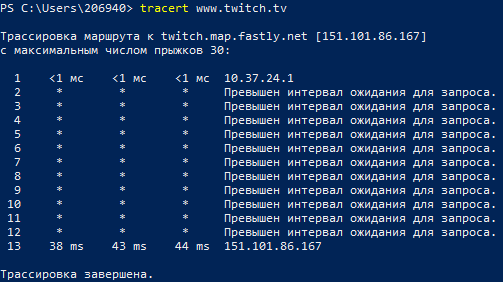 PS C:\Users\206940> tracert www.twitch.tv
Трассировка маршрута к twitch.map.fastly.net [151.101.86.167]
с максимальным числом прыжков 30:
1 <1 мс <1 мс <1 мс 10.37.24.1
2 * * * Превышен интервал ожидания для запроса.
3 * * * Превышен интервал ожидания для запроса.
4 * * * Превышен интервал ожидания для запроса.
5 * * * Превышен интервал ожидания для запроса.
6 * * * Превышен интервал ожидания для запроса.
7 * * * Превышен интервал ожидания для запроса.
8 * * * Превышен интервал ожидания для запроса.
9 * * * Превышен интервал ожидания для запроса.
10 * * * Превышен интервал ожидания для запроса.
11 * * * Превышен интервал ожидания для запроса.
12 * * * Превышен интервал ожидания для запроса.
13 38 ms 43 ms 44 ms 151.101.86.167
Трассировка завершена.